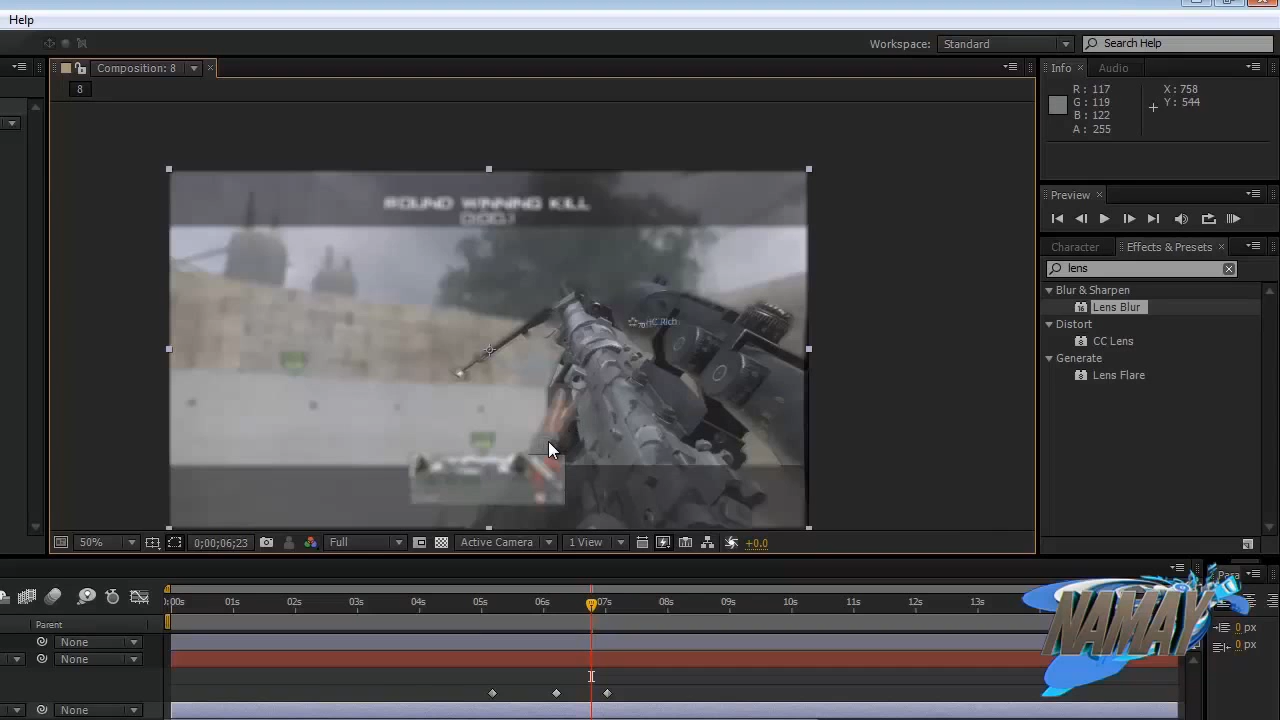 Help
Workspace: Standard
Search Help
Composition: 8
Info
Audio
8
R: 117
G: 119
B: 122
A: 255
X: 758
Y: 544
ROUND WINNING KILL
HC Rich
Preview
Character
Effects & Presets
lens
Blur & Sharpen
Lens Blur
Distort
CC Lens
Generate
Lens Flare
50%
0;00;06;23
Full
Active Camera
1 View
+0.0
Para
0:00s 01s 02s 03s 04s 05s 06s 07s 08s 09s 10s 11s 12s 13s
Parent
None
None
None
0 px
0 px
NAMAY